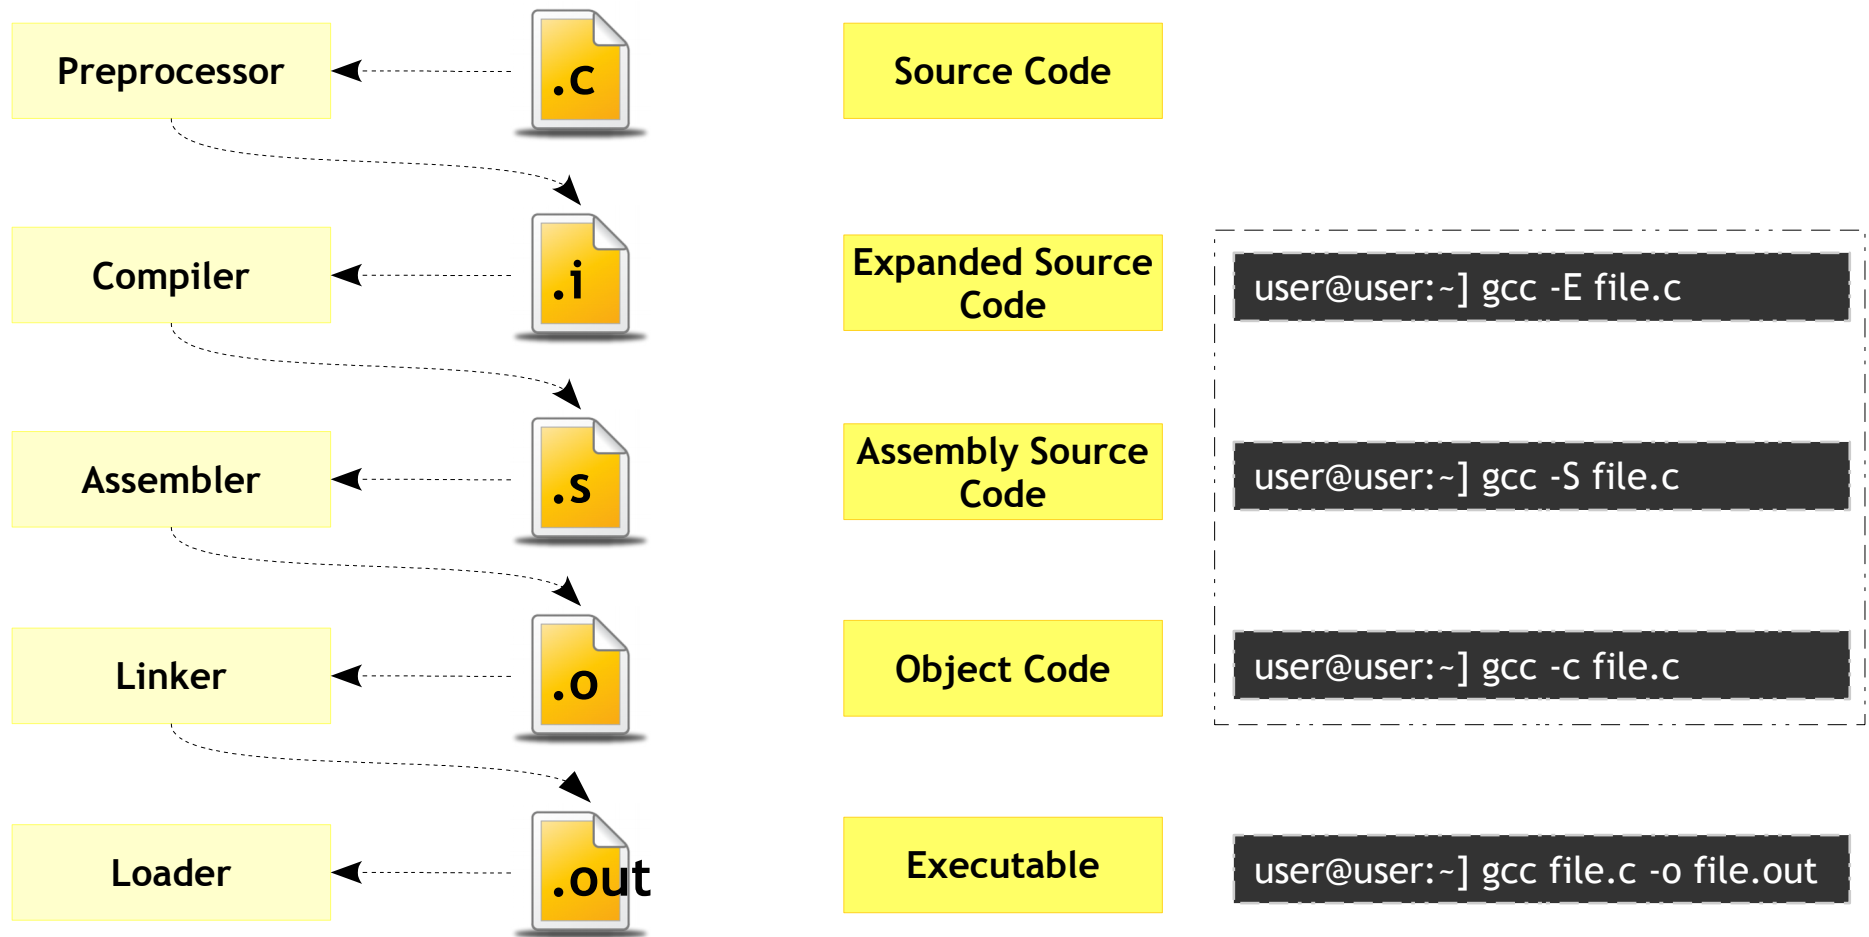 Preprocessor
.c
Source Code
Compiler
.i
Expanded Source
Code
user@user:~] gcc -E file.c
Assembler
.s
Assembly Source
Code
user@user:~] gcc -S file.c
Linker
.o
Object Code
user@user:~] gcc -c file.c
Loader
.out
Executable
user@user:~] gcc file.c -o file.out